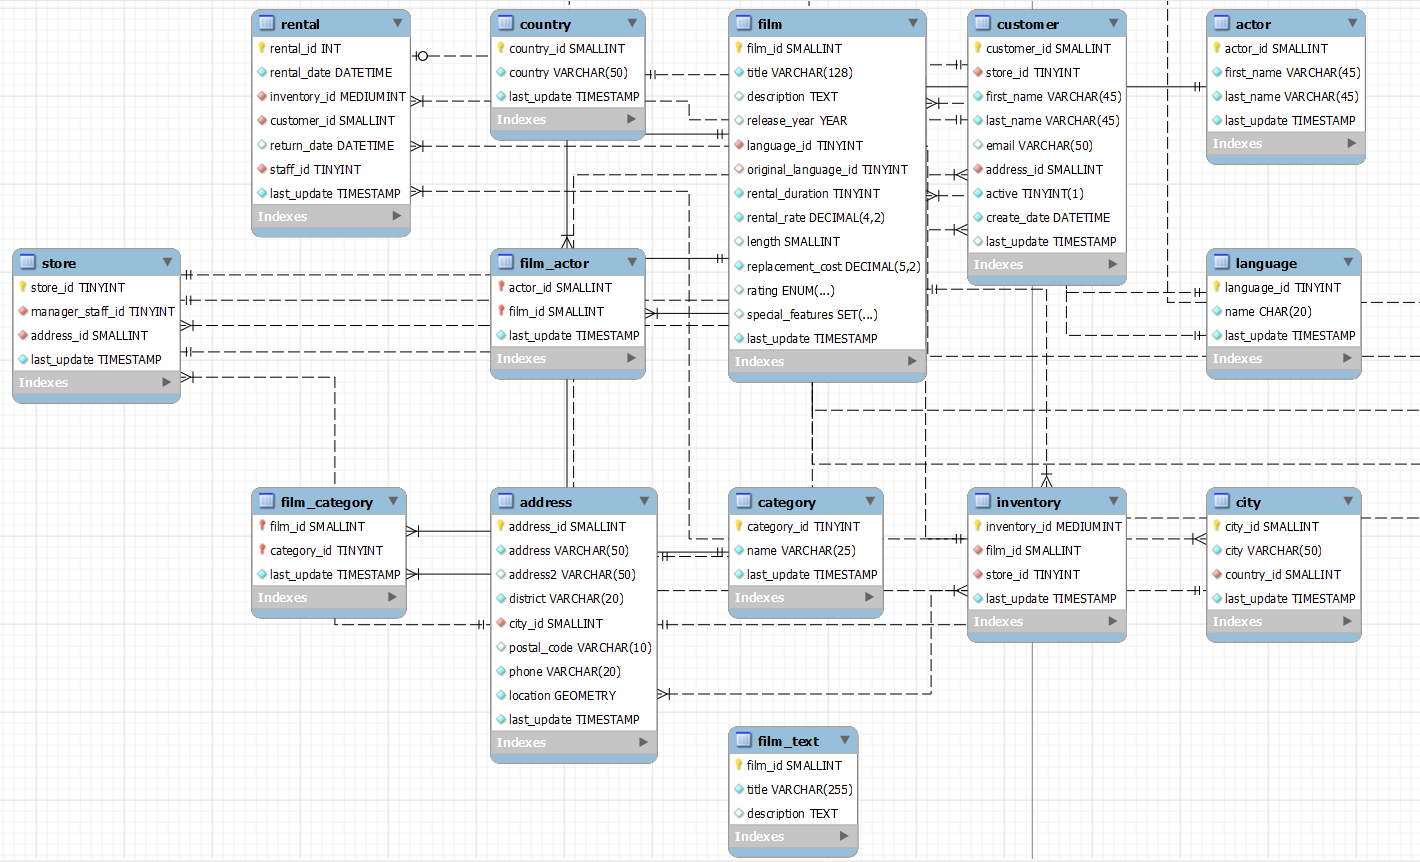 rental
rental_id INT
rental_date DATETIME
inventory_id MEDIUMINT
customer_id SMALLINT
return_date DATETIME
staff_id TINYINT
last_update TIMESTAMP
Indexes
country
country_id SMALLINT
country VARCHAR(50)
last_update TIMESTAMP
Indexes
film
film_id SMALLINT
title VARCHAR(128)
description TEXT
release_year YEAR
language_id TINYINT
original_language_id TINYINT
rental_duration TINYINT
rental_rate DECIMAL(4,2)
length SMALLINT
replacement_cost DECIMAL(5,2)
rating ENUM(...)
special_features SET(...)
last_update TIMESTAMP
Indexes
customer
customer_id SMALLINT
store_id TINYINT
first_name VARCHAR(45)
last_name VARCHAR(45)
email VARCHAR(50)
address_id SMALLINT
active TINYINT(1)
create_date DATETIME
last_update TIMESTAMP
Indexes
actor
actor_id SMALLINT
first_name VARCHAR(45)
last_name VARCHAR(45)
last_update TIMESTAMP
Indexes
store
store_id TINYINT
manager_staff_id TINYINT
address_id SMALLINT
last_update TIMESTAMP
Indexes
film_actor
actor_id SMALLINT
film_id SMALLINT
last_update TIMESTAMP
Indexes
language
language_id TINYINT
name CHAR(20)
last_update TIMESTAMP
Indexes
film_category
film_id SMALLINT
category_id TINYINT
last_update TIMESTAMP
Indexes
address
address_id SMALLINT
address VARCHAR(50)
address2 VARCHAR(50)
district VARCHAR(20)
city_id SMALLINT
postal_code VARCHAR(10)
phone VARCHAR(20)
location GEOMETRY
last_update TIMESTAMP
Indexes
category
category_id TINYINT
name VARCHAR(25)
last_update TIMESTAMP
Indexes
inventory
inventory_id MEDIUMINT
film_id SMALLINT
store_id TINYINT
last_update TIMESTAMP
Indexes
city
city_id SMALLINT
city VARCHAR(50)
country_id SMALLINT
last_update TIMESTAMP
Indexes
film_text
film_id SMALLINT
title VARCHAR(255)
description TEXT
Indexes